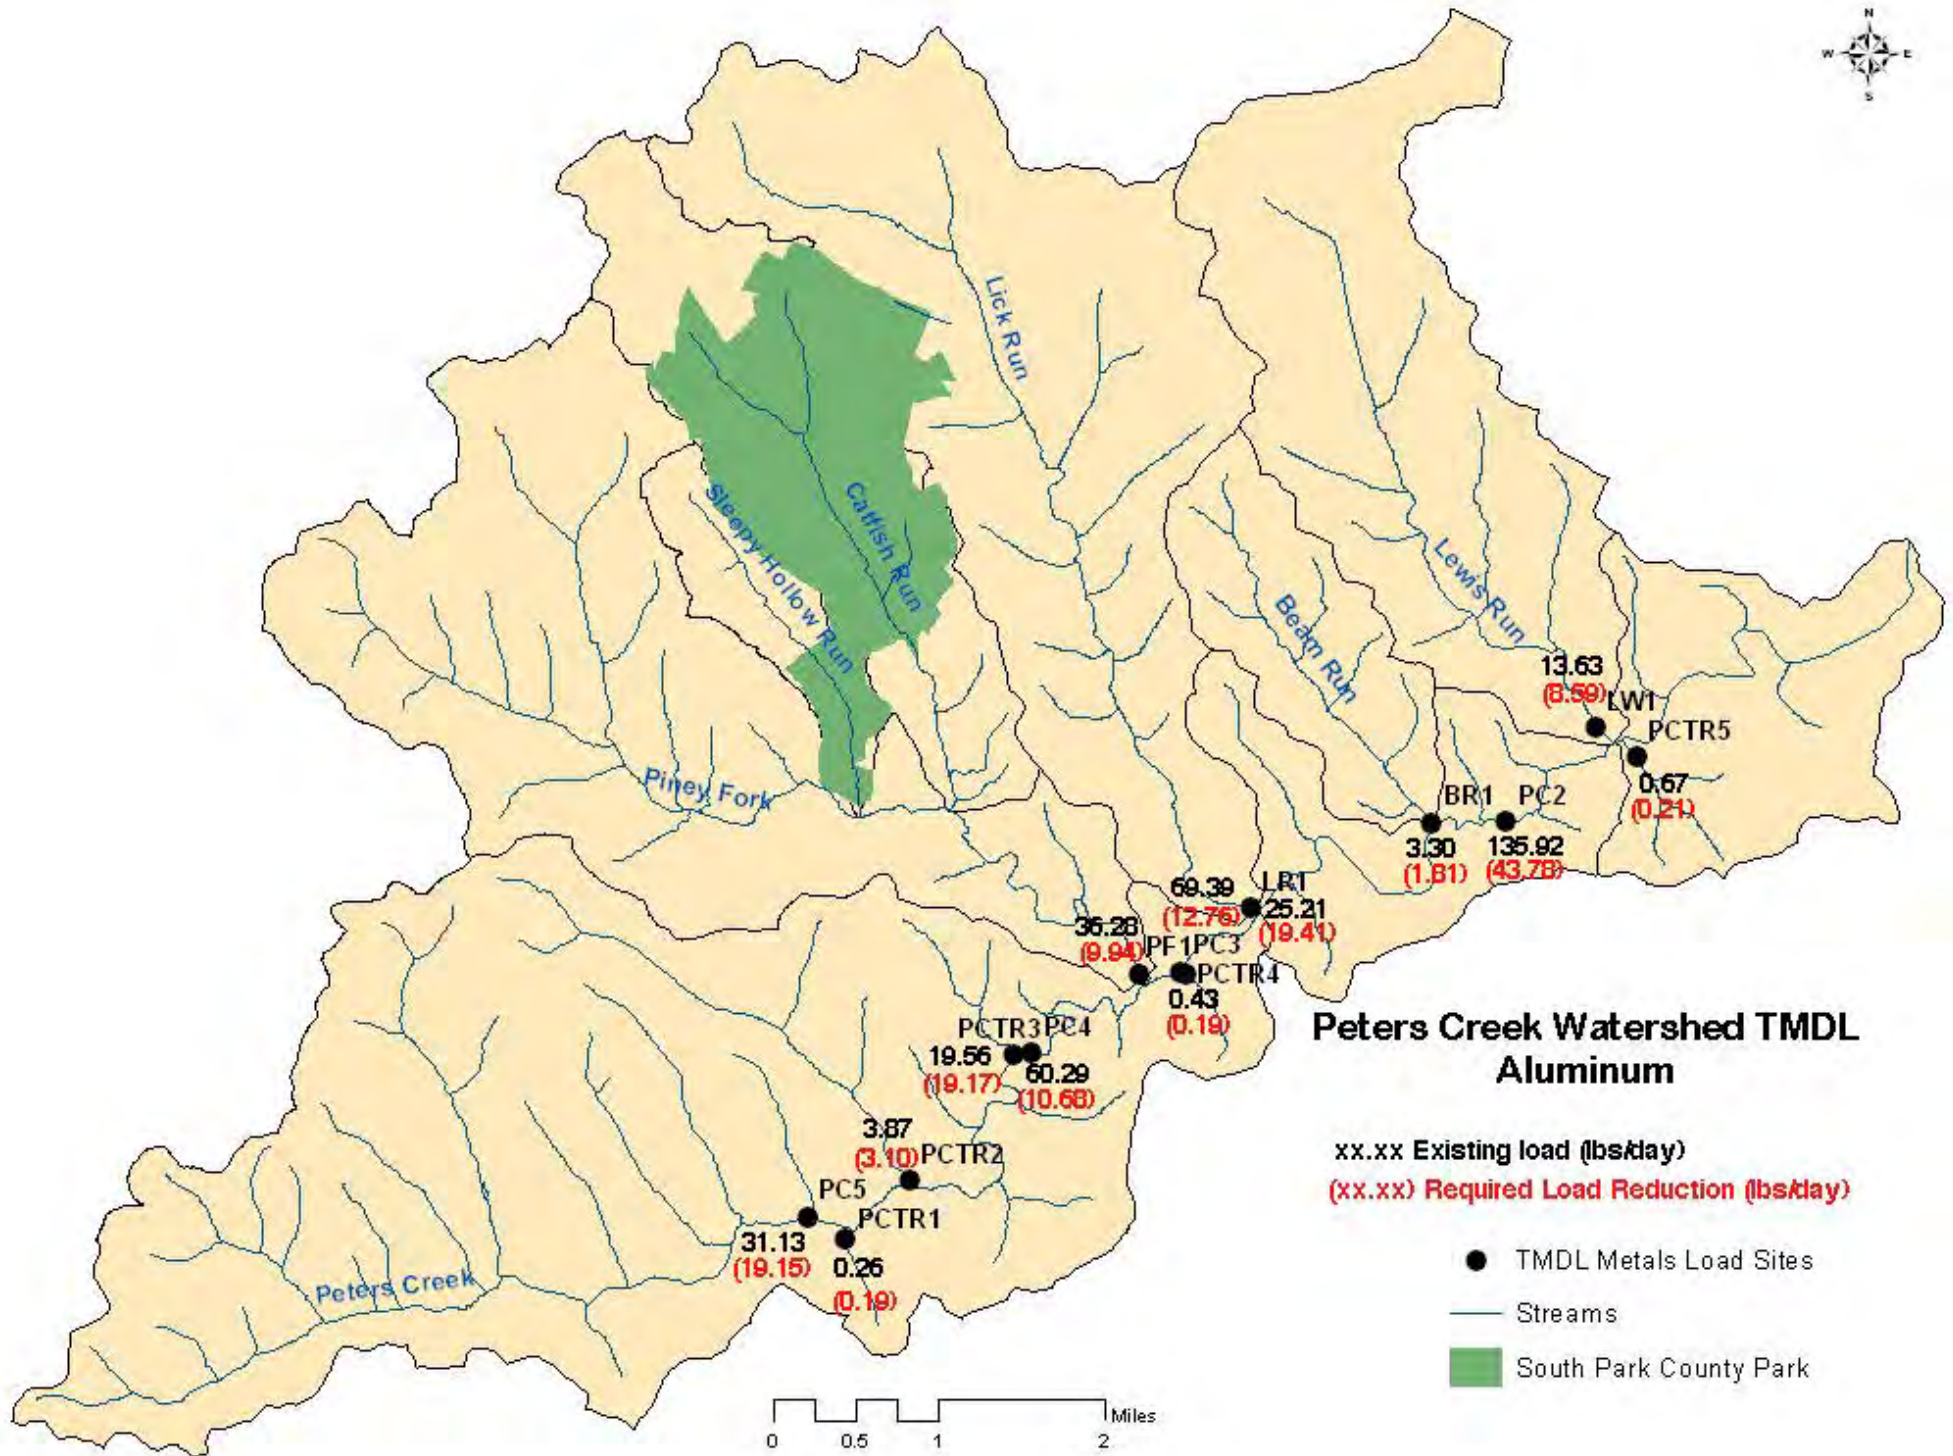 N
W E
S
Lick Run
Sleepy Hollow Run
Catfish Run
Lewis Run
Beam Run
Piney Fork
Peters Creek
13.63
(8.59)
LW1
PCTR5
0.67
(0.21)
BR1
3.30
(1.81)
PC2
135.92
(43.78)
LR1
25.21
(19.41)
69.39
(12.76)
PC3
36.28
(9.94)
PF1
PCTR4
0.43
(0.19)
PCTR3
19.56
(19.17)
PC4
60.29
(10.68)
3.87
(3.10)
PCTR2
PC5
31.13
(19.15)
PCTR1
0.26
(0.19)
Peters Creek Watershed TMDL
Aluminum
xx.xx Existing load (lbs/day)
(xx.xx) Required Load Reduction (lbs/day)
TMDL Metals Load Sites
Streams
South Park County Park
Miles
0 0.5 1 2